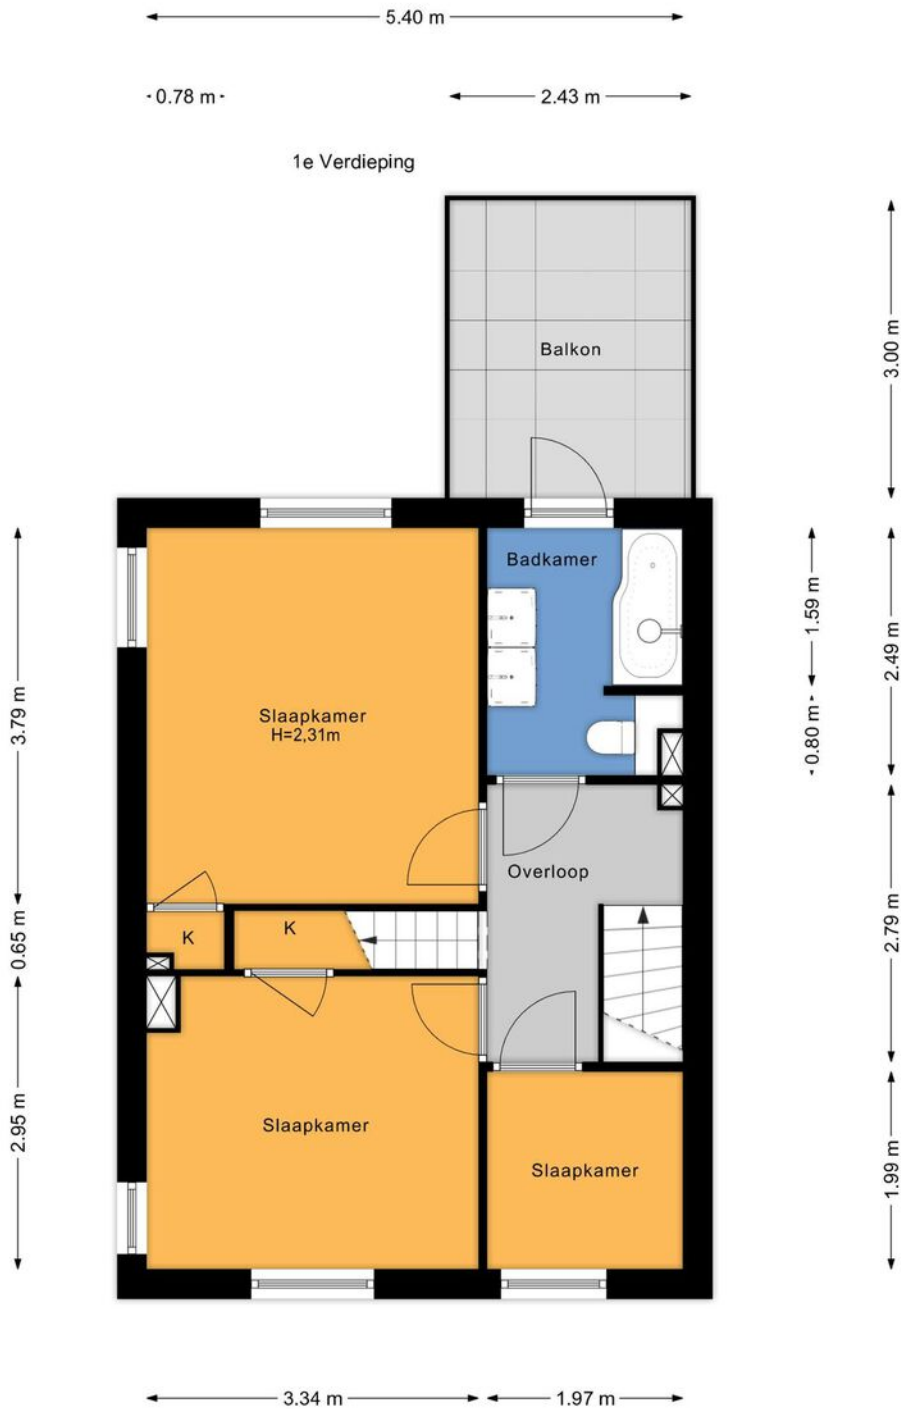 5.40 m
0.78 m
2.43 m
1e Verdieping
3.00 m
Balkon
Badkamer
1.59 m
2.49 m
3.79 m
Slaapkamer
H=2,31m
0.80 m
Overloop
K
K
0.65 m
2.79 m
2.95 m
Slaapkamer
Slaapkamer
1.99 m
3.34 m
1.97 m